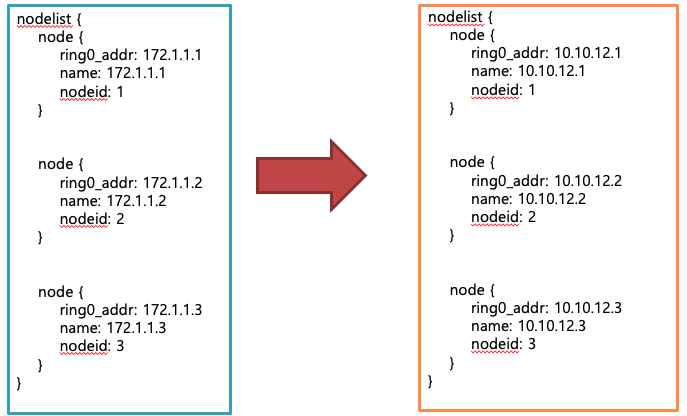 nodelist {
node {
ring0_addr: 172.1.1.1
name: 172.1.1.1
nodeid: 1
}
node {
ring0_addr: 172.1.1.2
name: 172.1.1.2
nodeid: 2
}
node {
ring0_addr: 172.1.1.3
name: 172.1.1.3
nodeid: 3
}
}
nodelist {
node {
ring0_addr: 10.10.12.1
name: 10.10.12.1
nodeid: 1
}
node {
ring0_addr: 10.10.12.2
name: 10.10.12.2
nodeid: 2
}
node {
ring0_addr: 10.10.12.3
name: 10.10.12.3
nodeid: 3
}
}